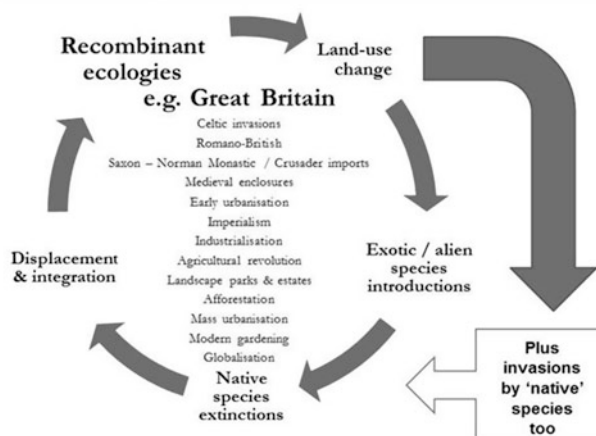 Recombinant
ecologies
e.g. Great Britain
Land-use
change
Celtic invasions
Romano-British
Saxon – Norman Monastic / Crusader imports
Medieval enclosures
Early urbanisation
Imperialism
Industrialisation
Agricultural revolution
Landscape parks & estates
Afforestation
Mass urbanisation
Modern gardening
Globalisation
Exotic / alien
species
introductions
Native
species
extinctions
Displacement
& integration
Plus
invasions
by ‘native’
species
too